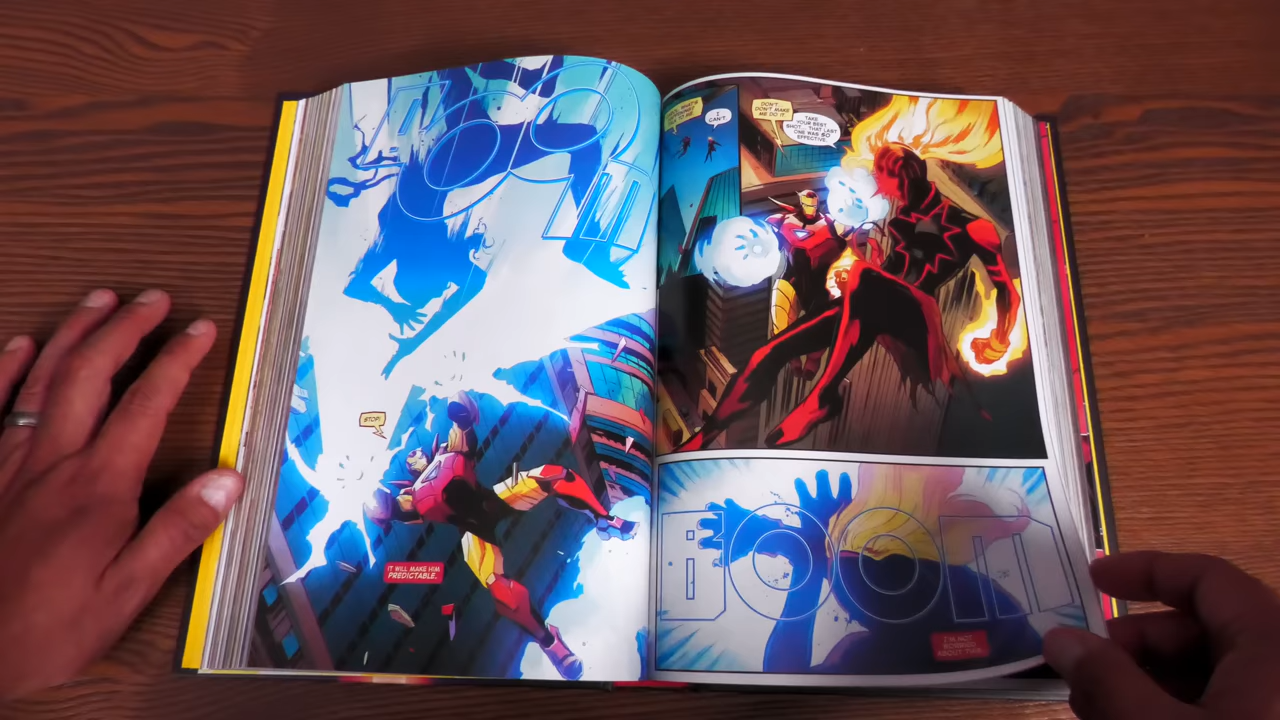 BOOM
STOP!
IT WILL MAKE HIM
PREDICTABLE.
I
CAN'T.
DON'T...
DON'T MAKE
ME DO IT.
TAKE
YOUR BEST
SHOT... THAT LAST
ONE WAS SO
EFFECTIVE.
BOOM
I'M NOT
ABOUT THIS.